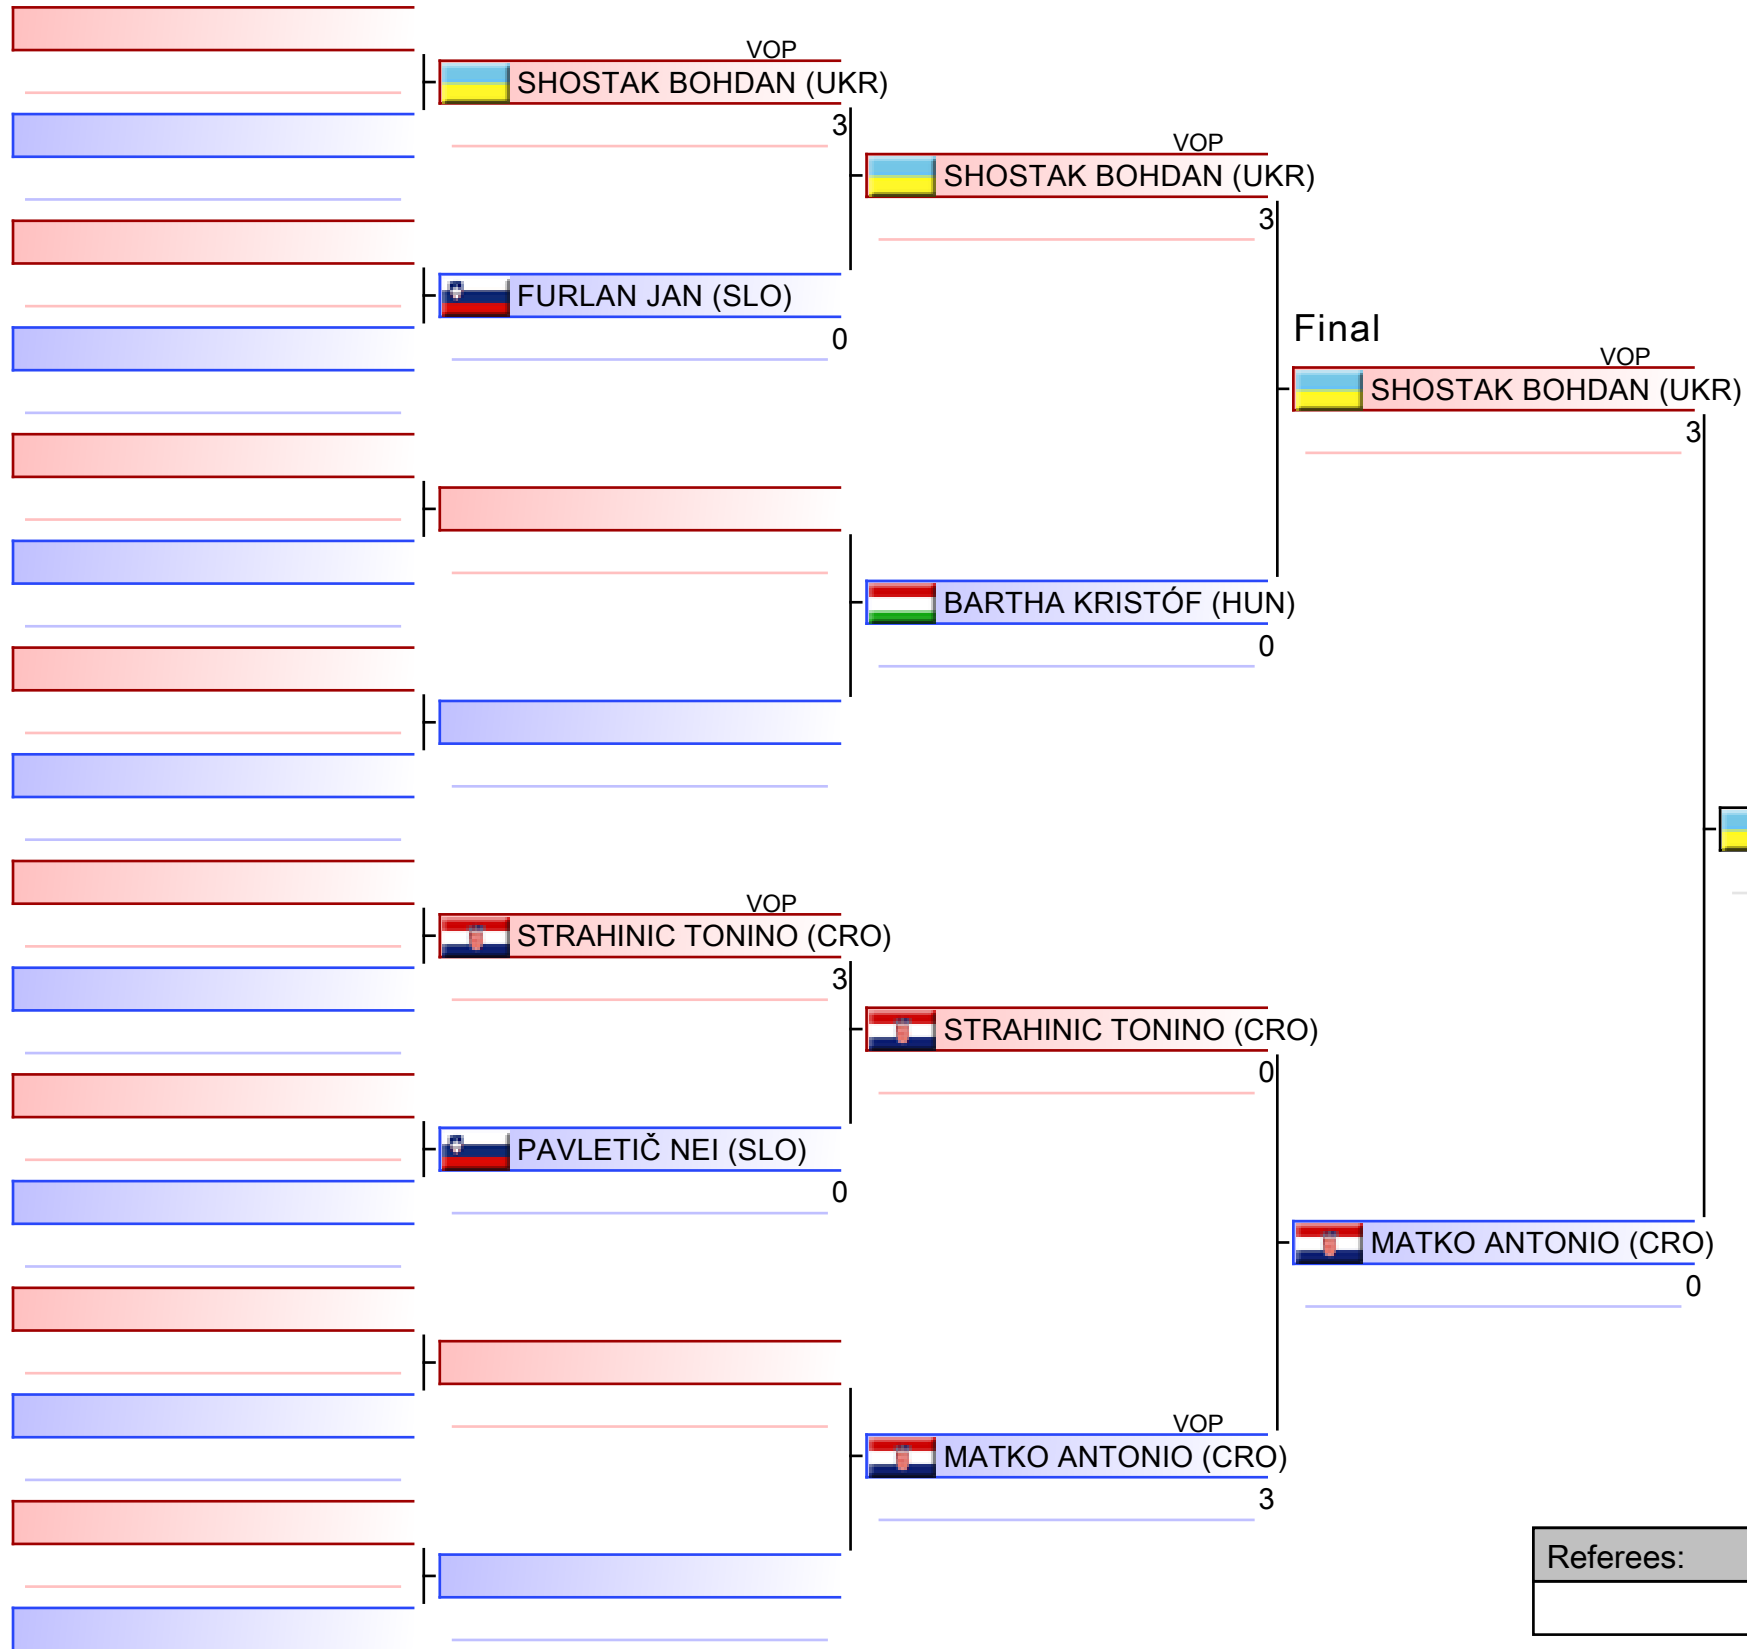 VOP
SHOSTAK BOHDAN (UKR)
3
VOP
SHOSTAK BOHDAN (UKR)
3
FURLAN JAN (SLO)
0
Final
VOP
SHOSTAK BOHDAN (UKR)
3
BARTHA KRISTÓF (HUN)
0
VOP
STRAHINIC TONINO (CRO)
3
STRAHINIC TONINO (CRO)
0
PAVLETIČ NEI (SLO)
0
MATKO ANTONIO (CRO)
0
VOP
MATKO ANTONIO (CRO)
3
Referees: